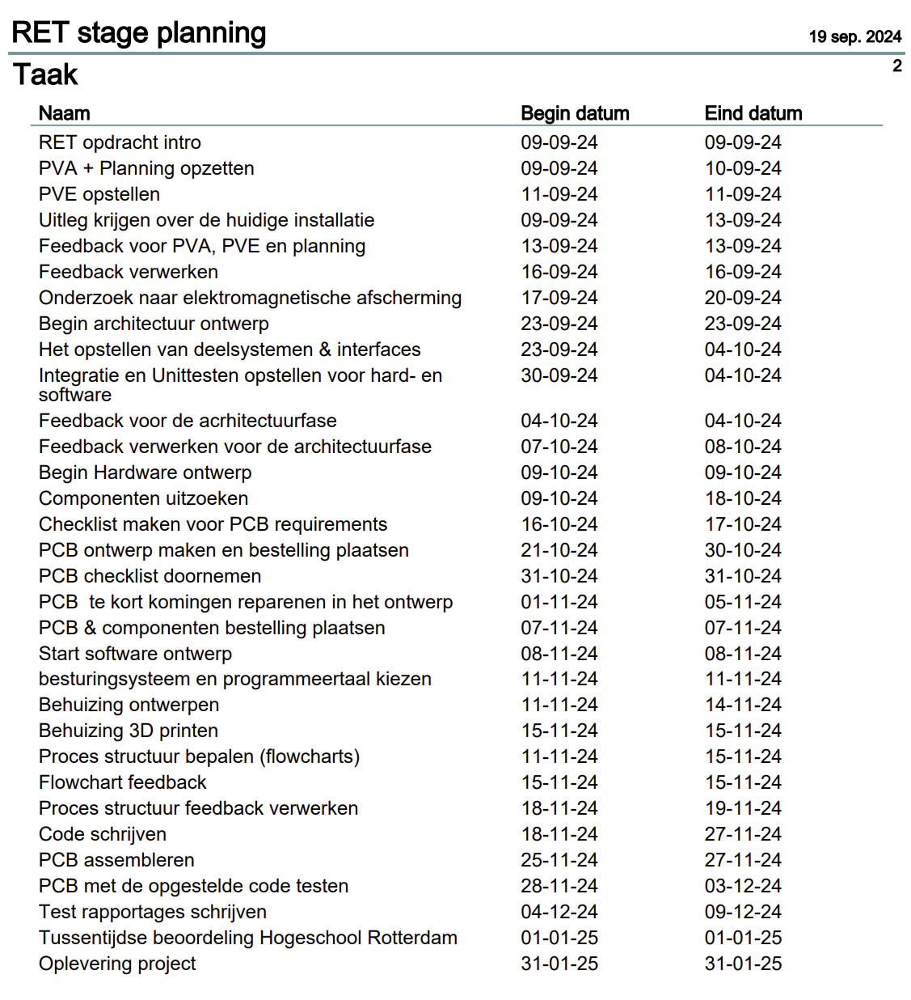 RET stage planning
19 sep. 2024
2
Taak
Naam Begin datum Eind datum
RET opdracht intro 09-09-24 09-09-24
PVA + Planning opzetten 09-09-24 10-09-24
PVE opstellen 11-09-24 11-09-24
Uitleg krijgen over de huidige installatie 09-09-24 13-09-24
Feedback voor PVA, PVE en planning 13-09-24 13-09-24
Feedback verwerken 16-09-24 16-09-24
Onderzoek naar elektromagnetische afscherming 17-09-24 20-09-24
Begin architectuur ontwerp 23-09-24 23-09-24
Het opstellen van deelsystemen & interfaces 23-09-24 04-10-24
Integratie en Unittesten opstellen voor hard- en 30-09-24 04-10-24
software
Feedback voor de acrhitectuurfase 04-10-24 04-10-24
Feedback verwerken voor de architectuurfase 07-10-24 08-10-24
Begin Hardware ontwerp 09-10-24 09-10-24
Componenten uitzoeken 09-10-24 18-10-24
Checklist maken voor PCB requirements 16-10-24 17-10-24
PCB ontwerp maken en bestelling plaatsen 21-10-24 30-10-24
PCB checklist doornemen 31-10-24 31-10-24
PCB  te kort komingen reparenen in het ontwerp 01-11-24 05-11-24
PCB & componenten bestelling plaatsen 07-11-24 07-11-24
Start software ontwerp 08-11-24 08-11-24
besturingsysteem en programmeertaal kiezen 11-11-24 11-11-24
Behuizing ontwerpen 11-11-24 14-11-24
Behuizing 3D printen 15-11-24 15-11-24
Proces structuur bepalen (flowcharts) 11-11-24 15-11-24
Flowchart feedback 15-11-24 15-11-24
Proces structuur feedback verwerken 18-11-24 19-11-24
Code schrijven 18-11-24 27-11-24
PCB assembleren 25-11-24 27-11-24
PCB met de opgestelde code testen 28-11-24 03-12-24
Test rapportages schrijven 04-12-24 09-12-24
Tussentijdse beoordeling Hogeschool Rotterdam 01-01-25 01-01-25
Oplevering project 31-01-25 31-01-25